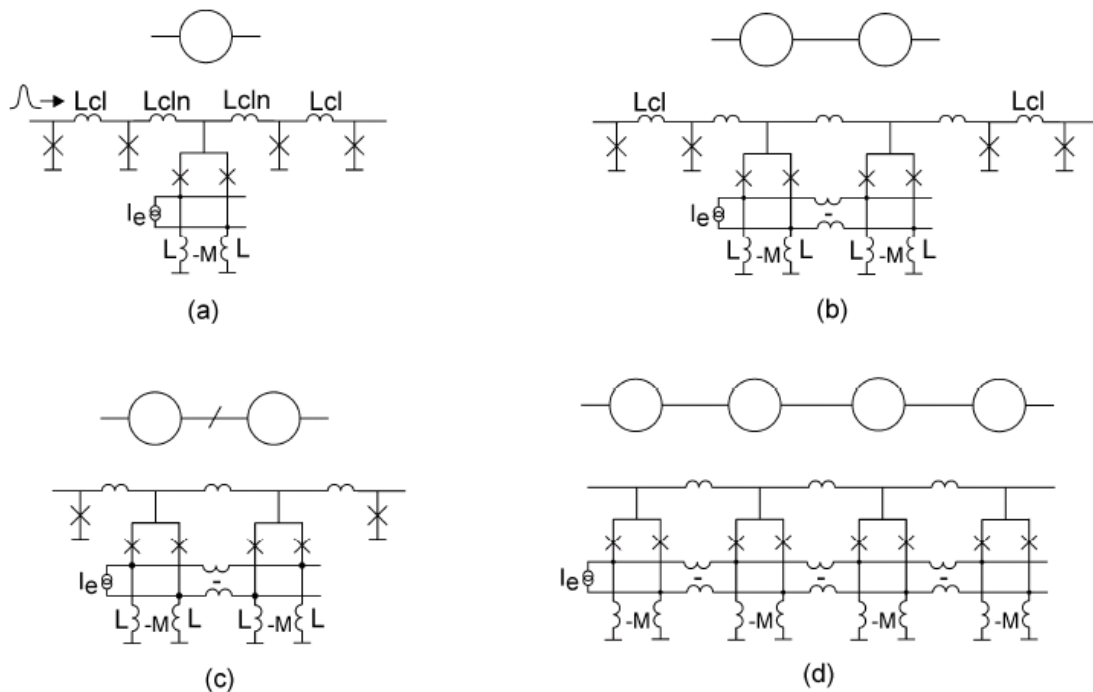 Lcl Lcln Lcln Lcl
Ie
L -M L
(a)
Lcl Lcl
Ie -
L -M L L -M L
(b)
Ie -
L -M L L -M L
(c)
Ie - - -
-M -M -M -M
(d)